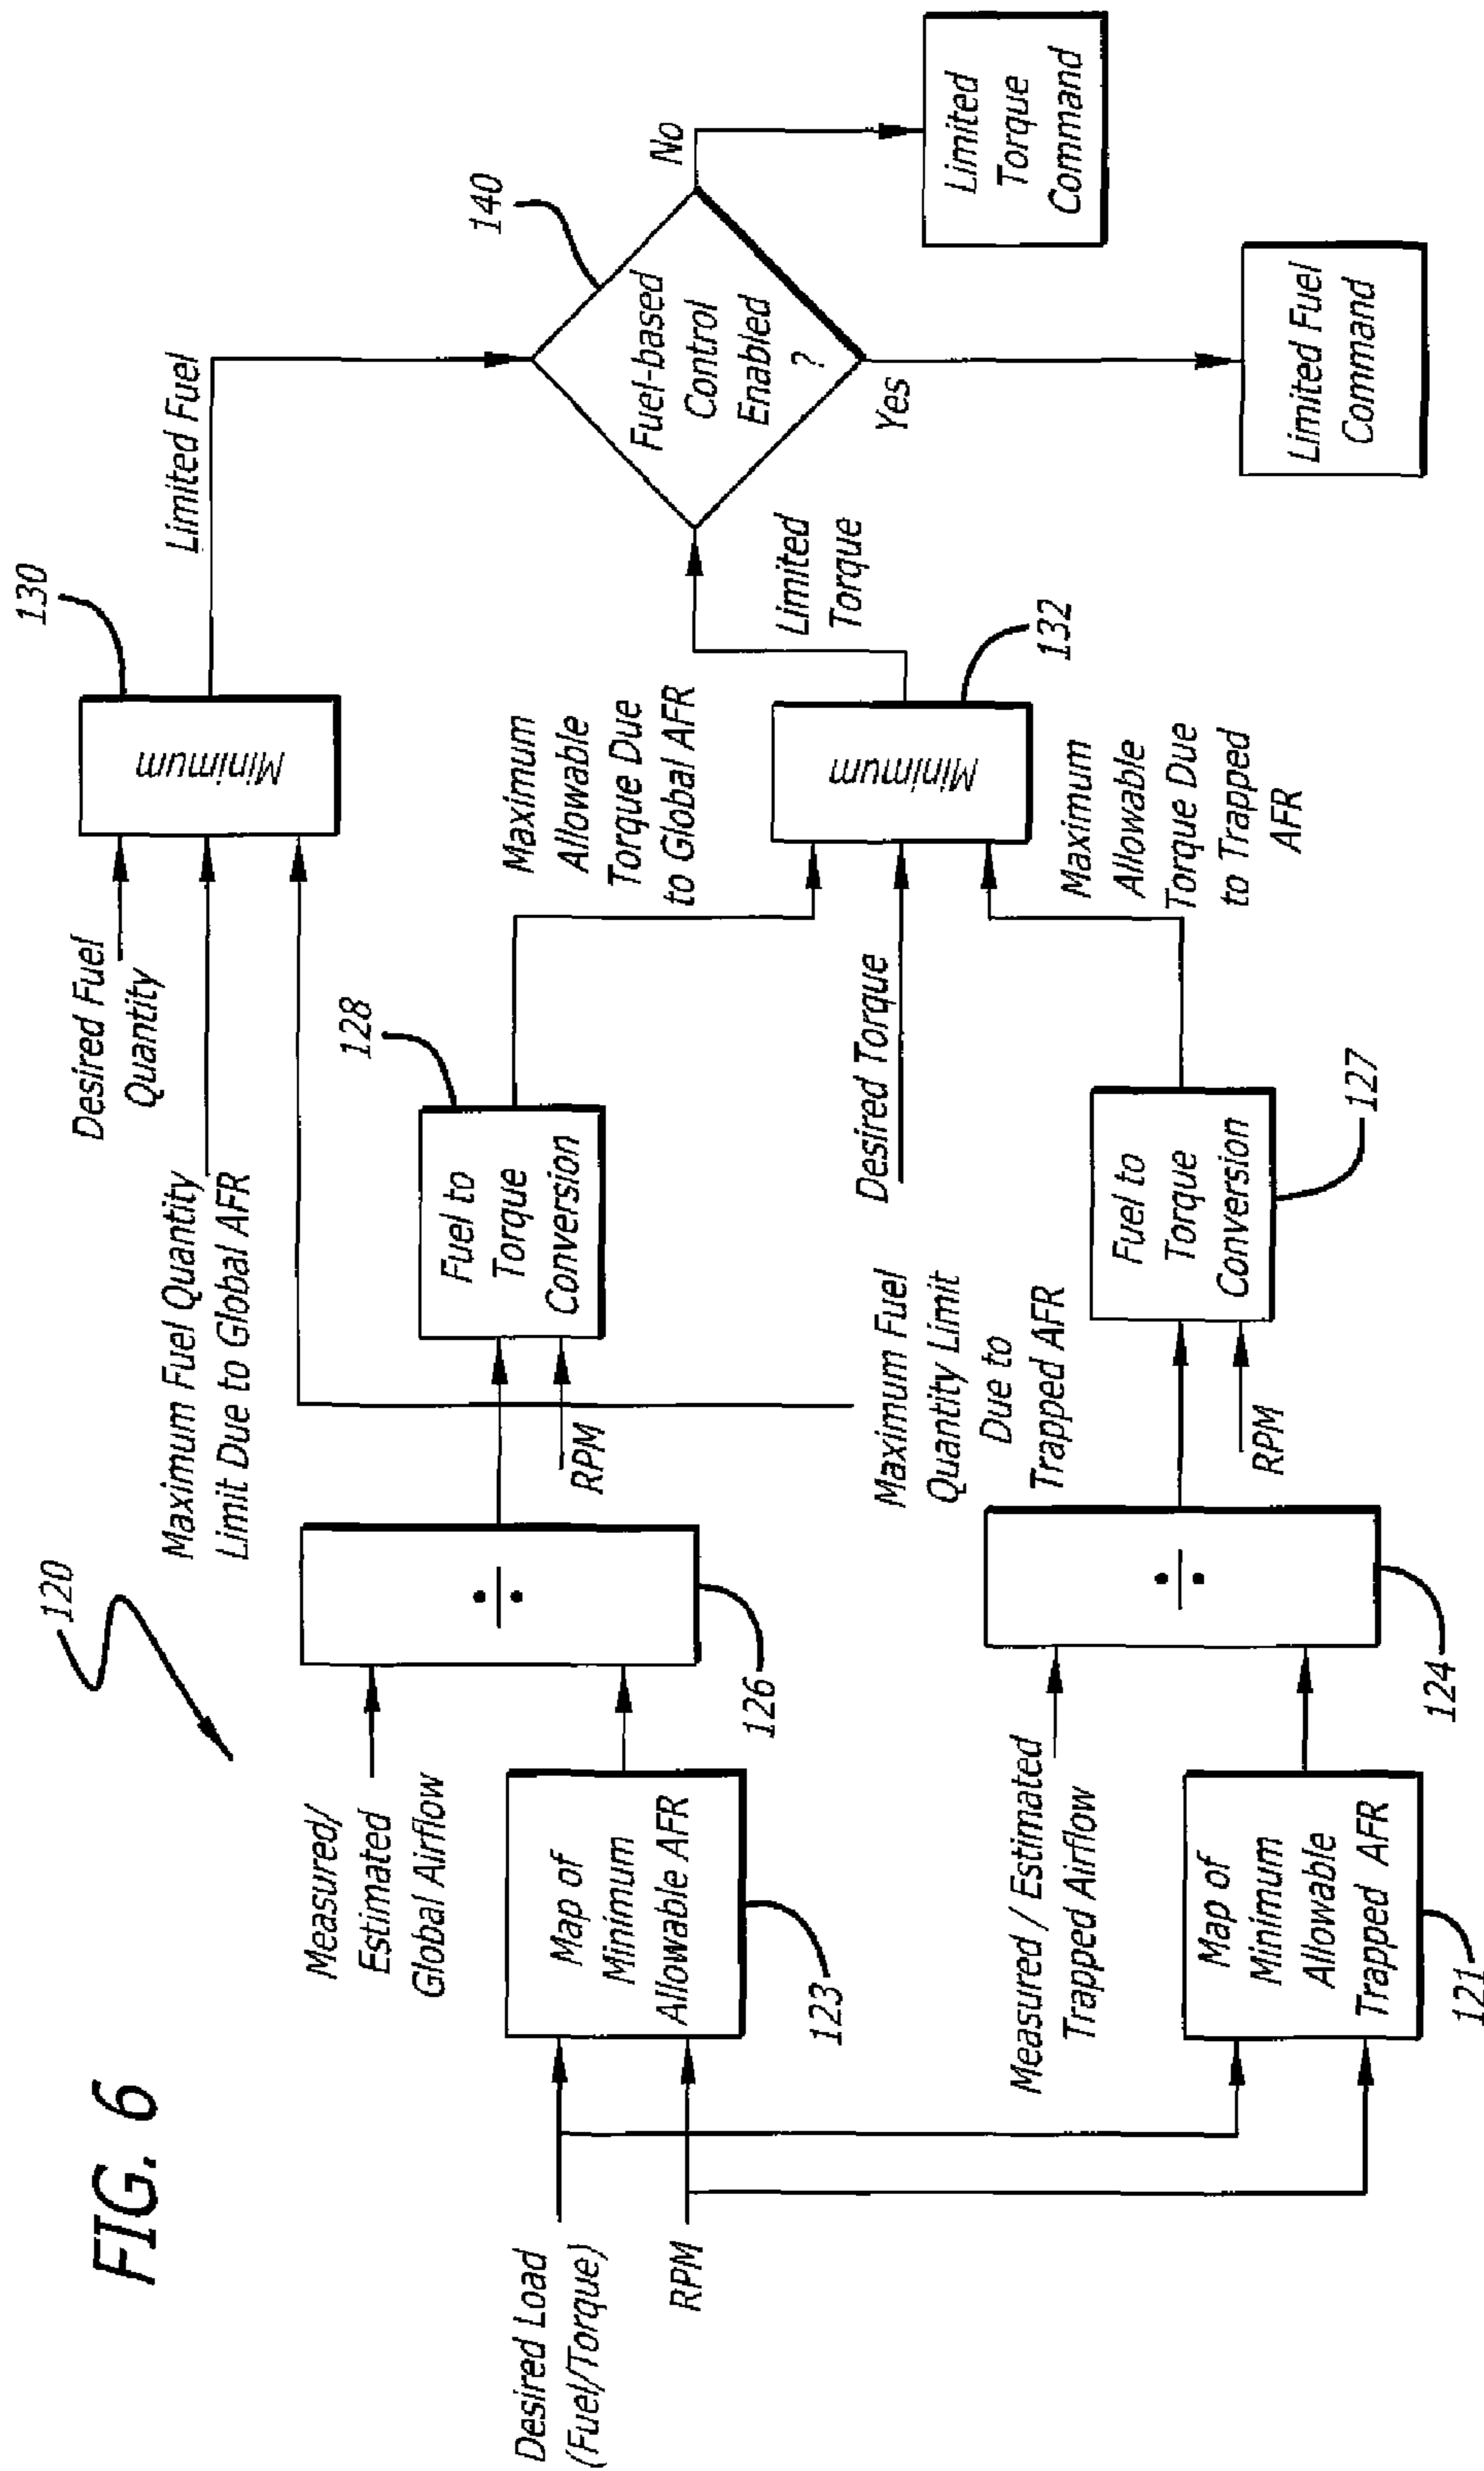 FIG. 6
120
Desired Load
(Fuel/Torque)
RPM
Measured/
Estimated
Global Airflow
Map of
Minimum
Allowable AFR
123
÷
126
RPM
Fuel to
Torque
Conversion
128
Measured / Estimated
Trapped Airflow
Map of
Minimum
Allowable
Trapped AFR
121
÷
124
RPM
Fuel to
Torque
Conversion
127
Maximum Fuel
Quantity Limit
Due to
Trapped AFR
Desired Fuel
Quantity
Maximum Fuel Quantity
Limit Due to Global AFR
Minimum
130
Limited Fuel
Maximum
Allowable
Torque Due
to Global AFR
Desired Torque
Maximum
Allowable
Torque Due
to Trapped
AFR
Minimum
132
Limited
Torque
Fuel-based
Control
Enabled
?
140
No
Yes
Limited
Torque
Command
Limited Fuel
Command